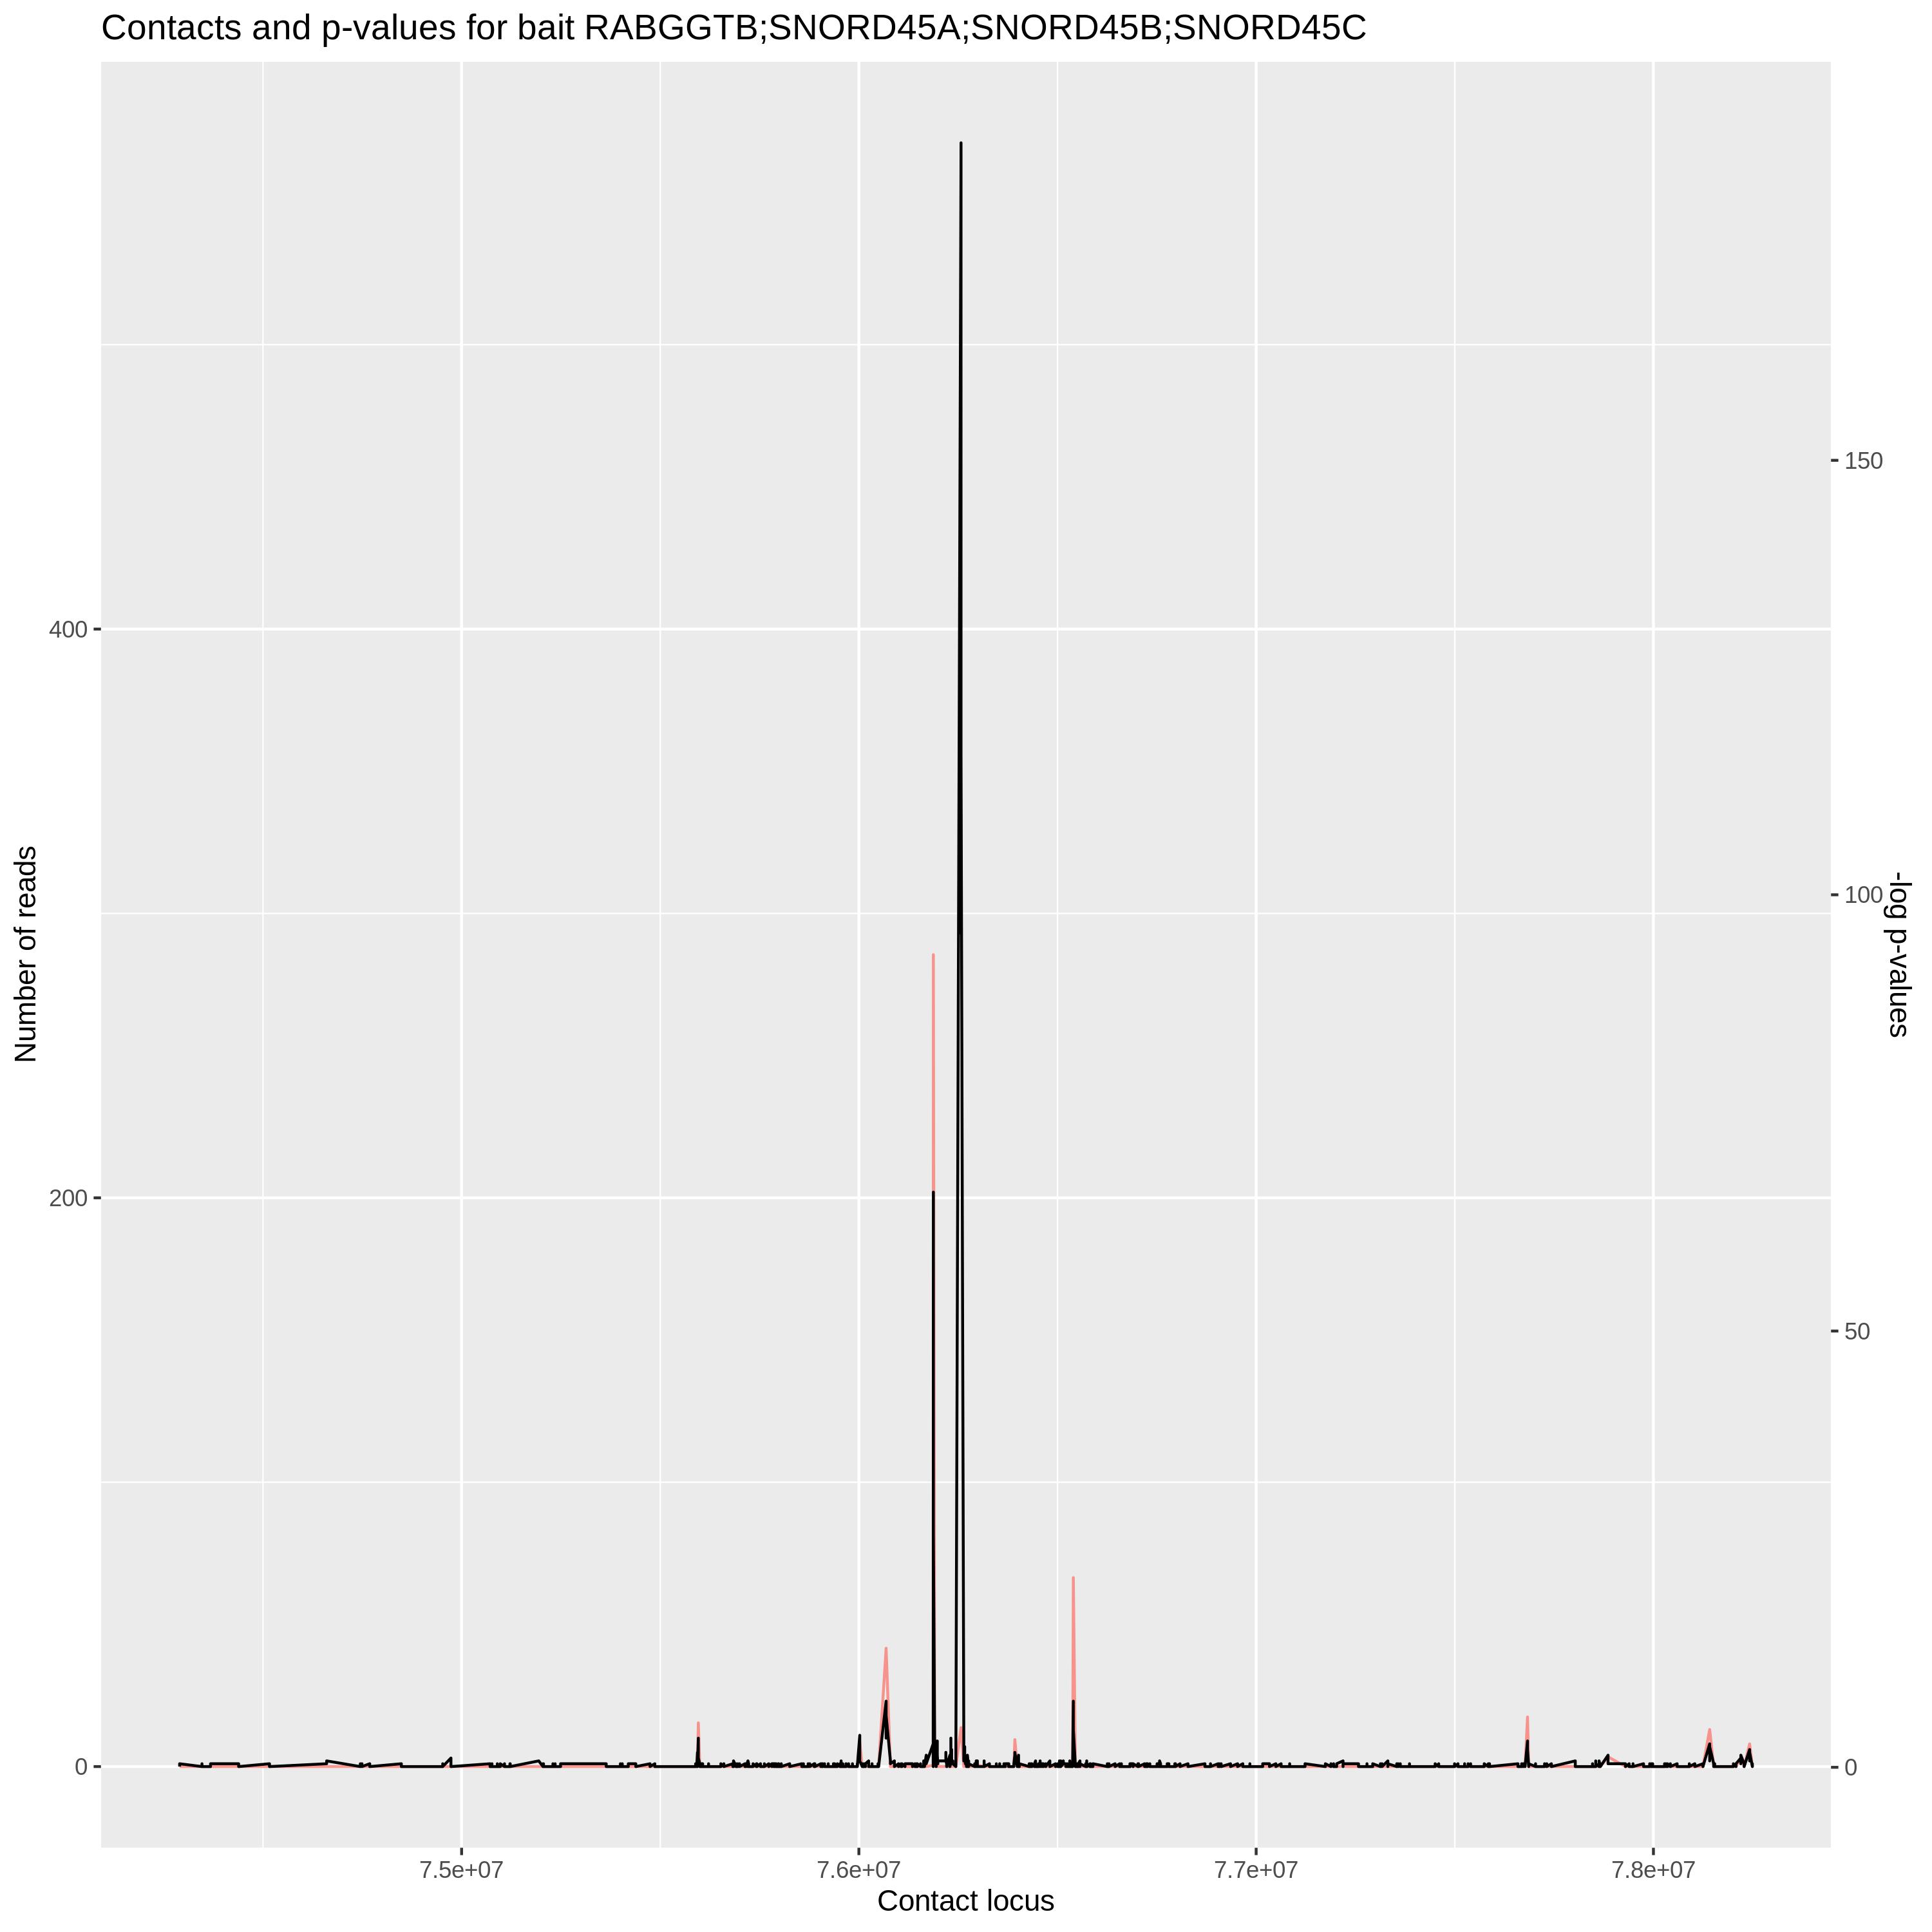 Contacts and p-values for bait RABGGTB;SNORD45A;SNORD45B;SNORD45C
Number of reads
400
200
0
150
100
50
0
-log p-values
7.5e+07 7.6e+07 7.7e+07 7.8e+07
Contact locus